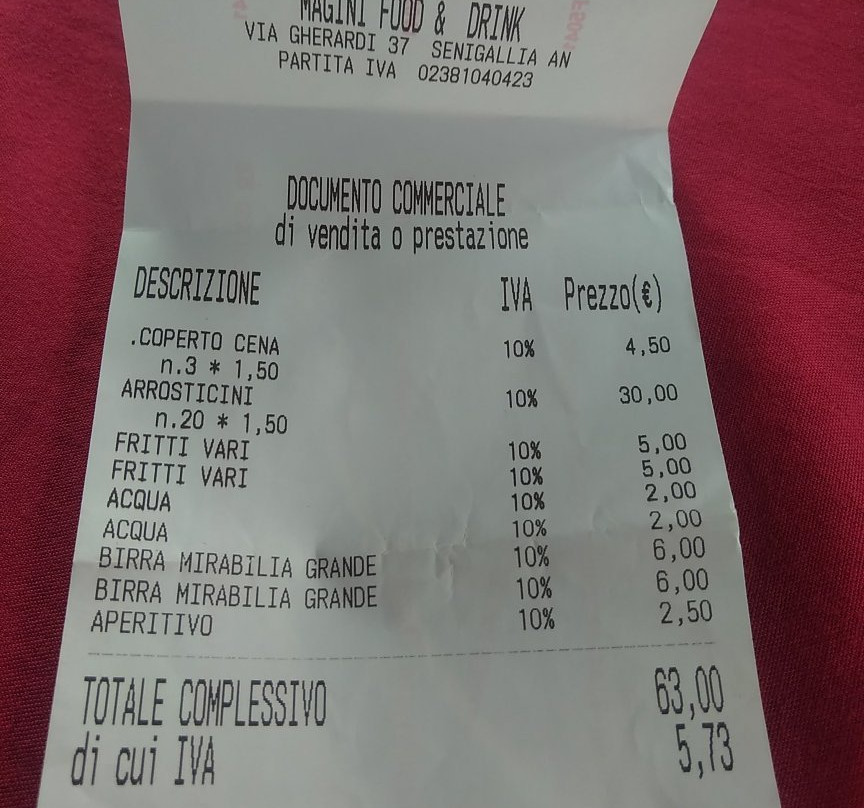 MAGINI FOOD & DRINK
VIA GHERARDI 37 SENIGALLIA AN
PARTITA IVA 02381040423
DOCUMENTO COMMERCIALE
di vendita o prestazione
DESCRIZIONE IVA Prezzo(€)
.COPERTO CENA 10% 4,50
n.3 * 1,50
ARROSTICINI 10% 30,00
n.20 * 1,50
FRITTI VARI 10% 5,00
FRITTI VARI 10% 5,00
ACQUA 10% 2,00
ACQUA 10% 2,00
BIRRA MIRABILIA GRANDE 10% 6,00
BIRRA MIRABILIA GRANDE 10% 6,00
APERITIVO 10% 2,50
TOTALE COMPLESSIVO 63,00
di cui IVA 5,73